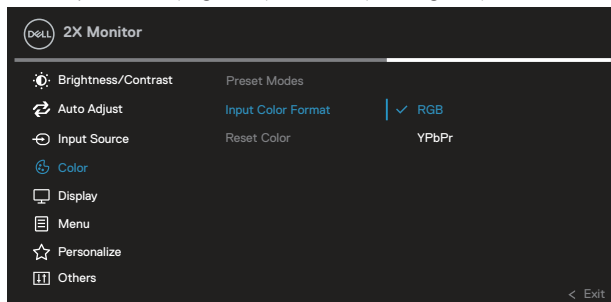 DELL 2X Monitor
Brightness/Contrast Preset Modes
Auto Adjust Input Color Format RGB
Input Source Reset Color YPbPr
Color
Display
Menu
Personalize
Others
< Exit